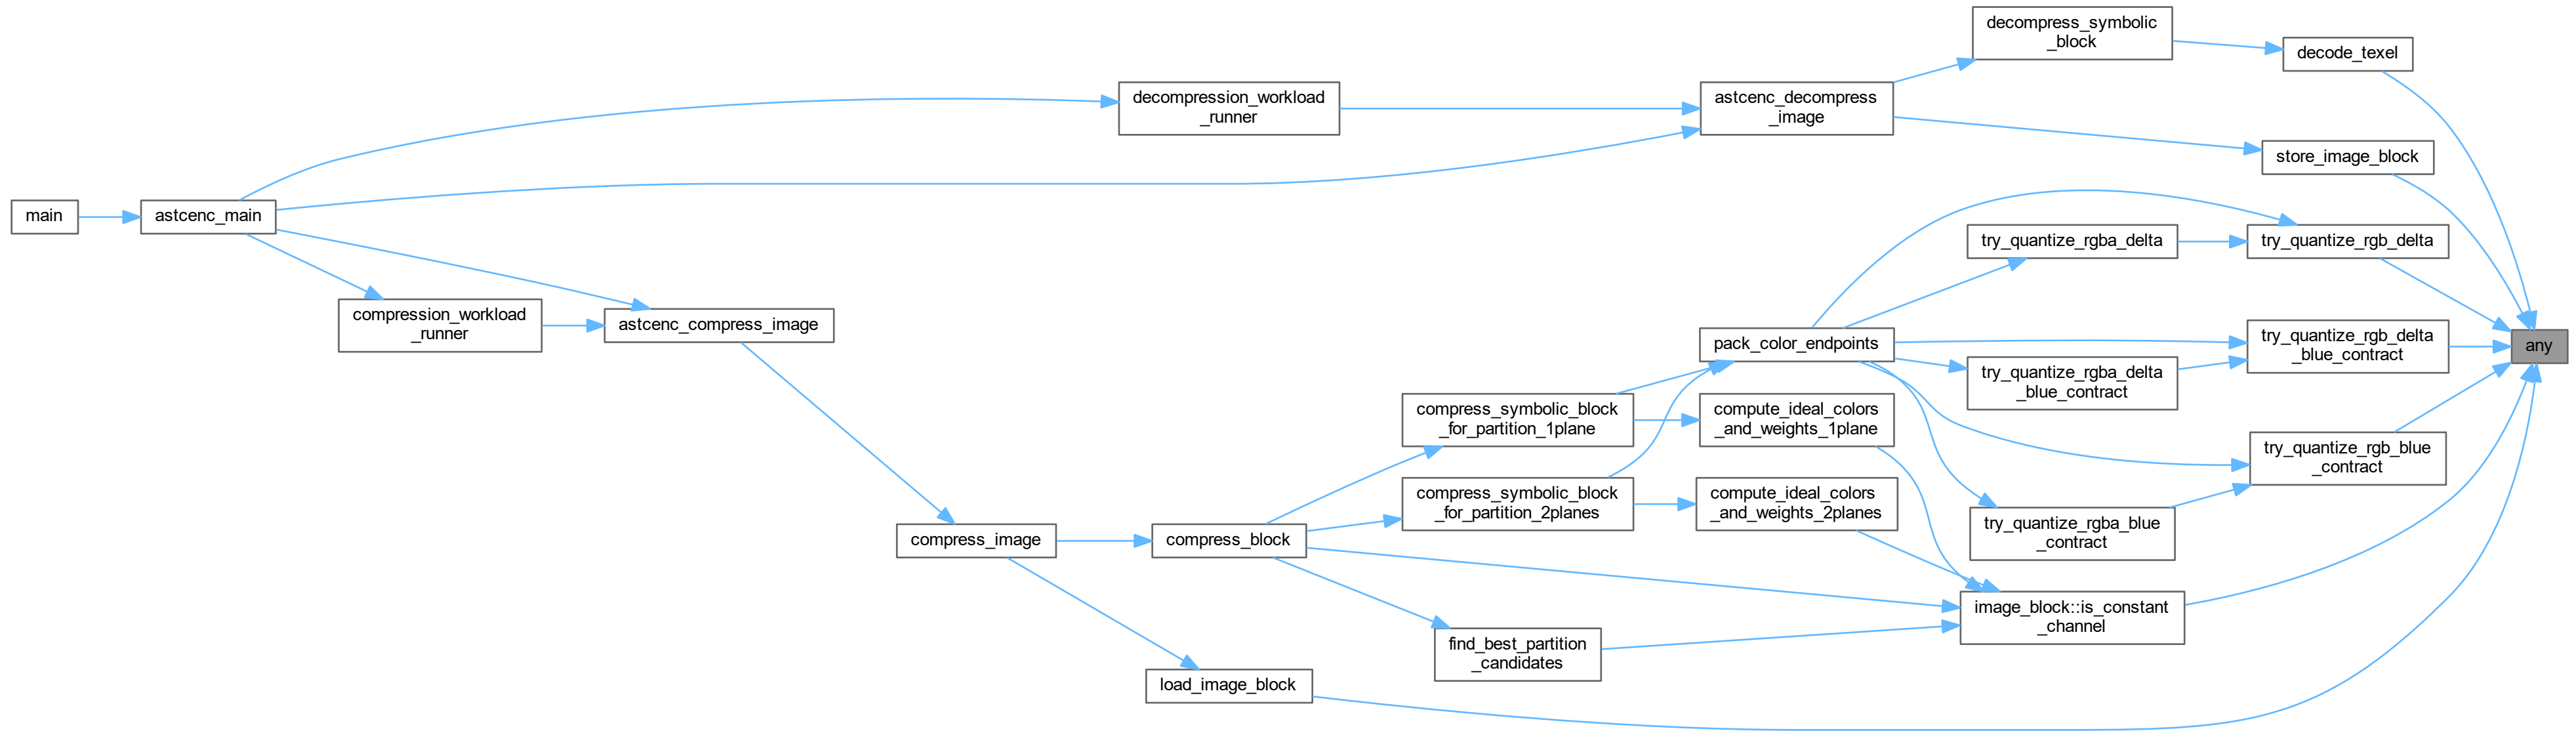 main
astcenc_main
compression_workload
_runner
decompression_workload
_runner
astcenc_compress_image
compress_image
load_image_block
compress_block
compress_symbolic_block
_for_partition_1plane
compress_symbolic_block
_for_partition_2planes
find_best_partition
_candidates
astcenc_decompress
_image
pack_color_endpoints
compute_ideal_colors
_and_weights_1plane
compute_ideal_colors
_and_weights_2planes
decompress_symbolic
_block
try_quantize_rgba_delta
try_quantize_rgba_delta
_blue_contract
try_quantize_rgba_blue
_contract
image_block::is_constant
_channel
decode_texel
store_image_block
try_quantize_rgb_delta
try_quantize_rgb_delta
_blue_contract
try_quantize_rgb_blue
_contract
any